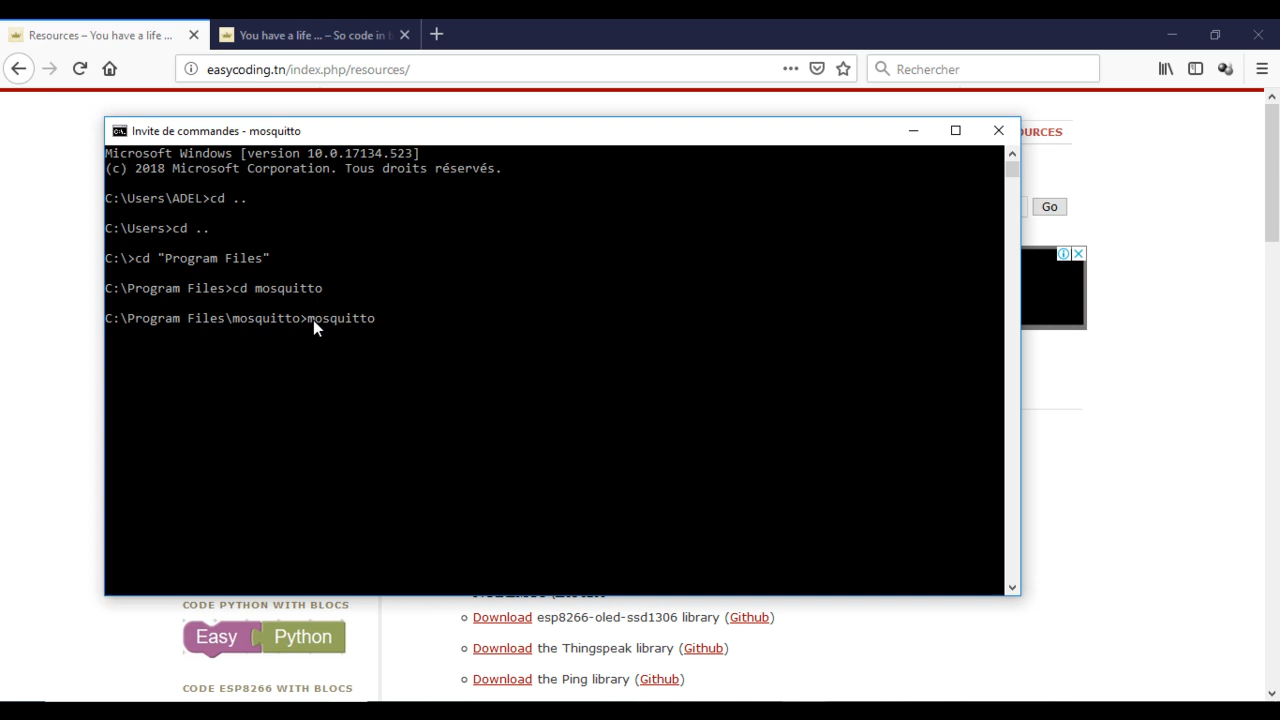 Resources – You have a life ...
You have a life ... – So code in b
easycoding.tn/index.php/resources/
Rechercher
Invite de commandes - mosquitto
OURCES
Microsoft Windows [version 10.0.17134.523]
(c) 2018 Microsoft Corporation. Tous droits réservés.
C:\Users\ADEL>cd ..
C:\Users>cd ..
C:\>cd "Program Files"
C:\Program Files>cd mosquitto
C:\Program Files\mosquitto>mosquitto
Go
CODE PYTHON WITH BLOCS
Easy Python
CODE ESP8266 WITH BLOCS
Download esp8266-oled-ssd1306 library (Github)
Download the Thingspeak library (Github)
Download the Ping library (Github)